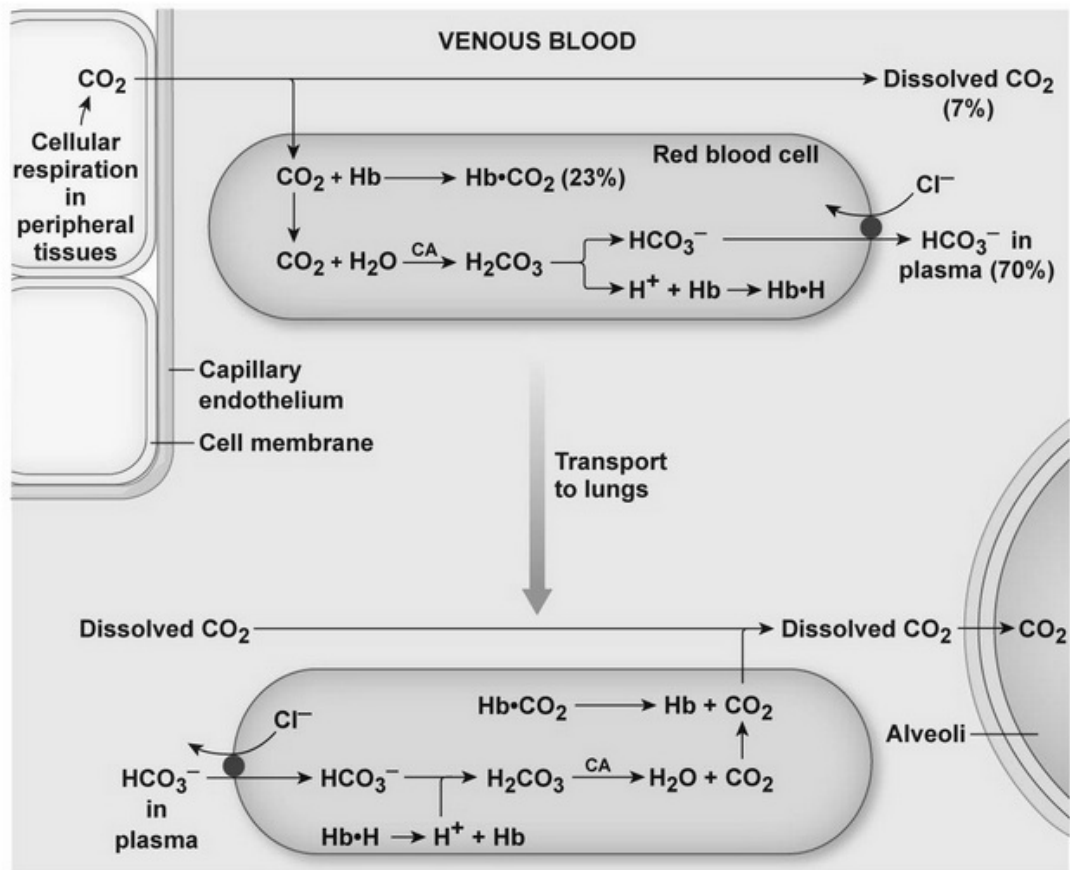 VENOUS BLOOD
CO₂
Dissolved CO₂
(7%)
Cellular
respiration
in
peripheral
tissues
Red blood cell
CO₂ + Hb → Hb•CO₂ (23%)
Cl⁻
CO₂ + H₂O CA → H₂CO₃
HCO₃⁻
HCO₃⁻ in
plasma (70%)
H⁺ + Hb → Hb•H
Capillary
endothelium
Cell membrane
Transport
to lungs
Dissolved CO₂ → Dissolved CO₂ → CO₂
Hb•CO₂ → Hb + CO₂
Cl⁻
Alveoli
HCO₃⁻
in
plasma
HCO₃⁻ → H₂CO₃ CA → H₂O + CO₂
Hb•H → H⁺ + Hb